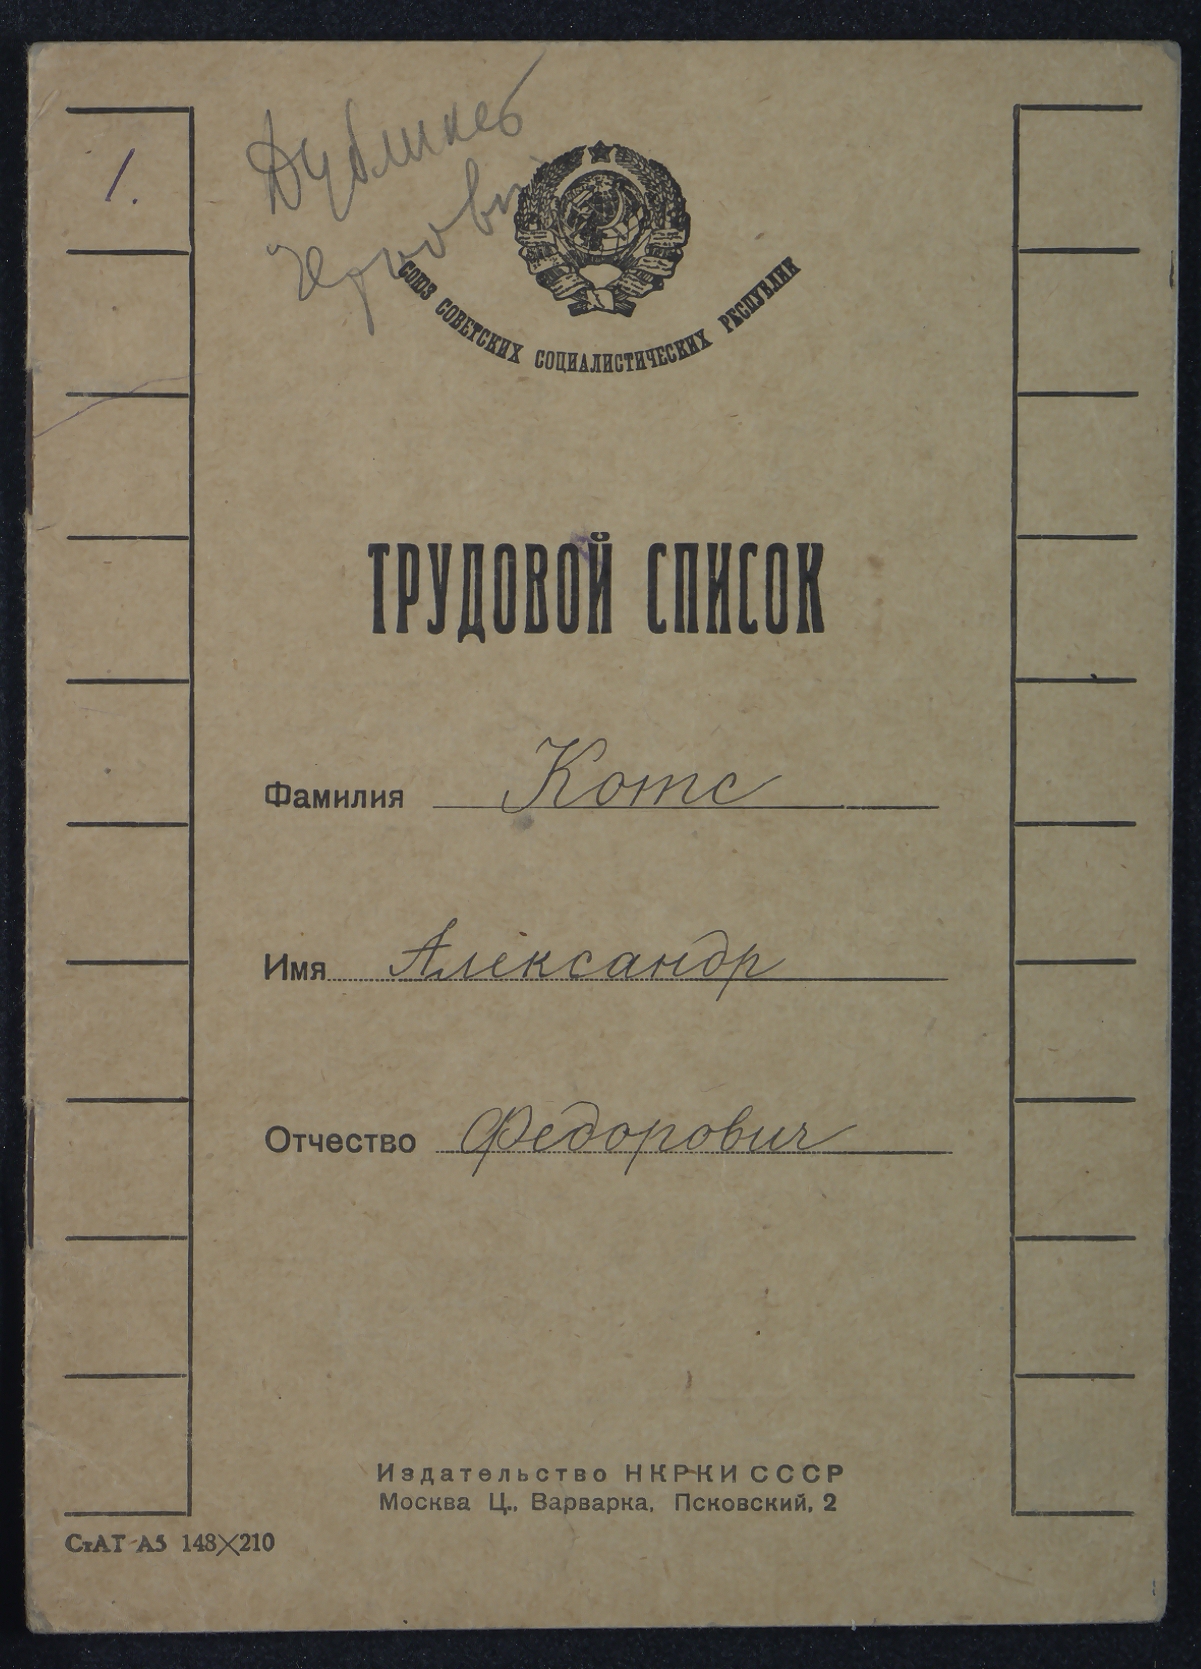 1.
СОЮЗ СОВЕТСКИХ СОЦИАЛИСТИЧЕСКИХ РЕСПУБЛИК
ТРУДОВОЙ СПИСОК
Фамилия Котс
Имя Александр
Отчество Федорович
Издательство НКРКИ СССР
Москва Ц., Варварка, Псковский, 2
СтАТ А5 148×210